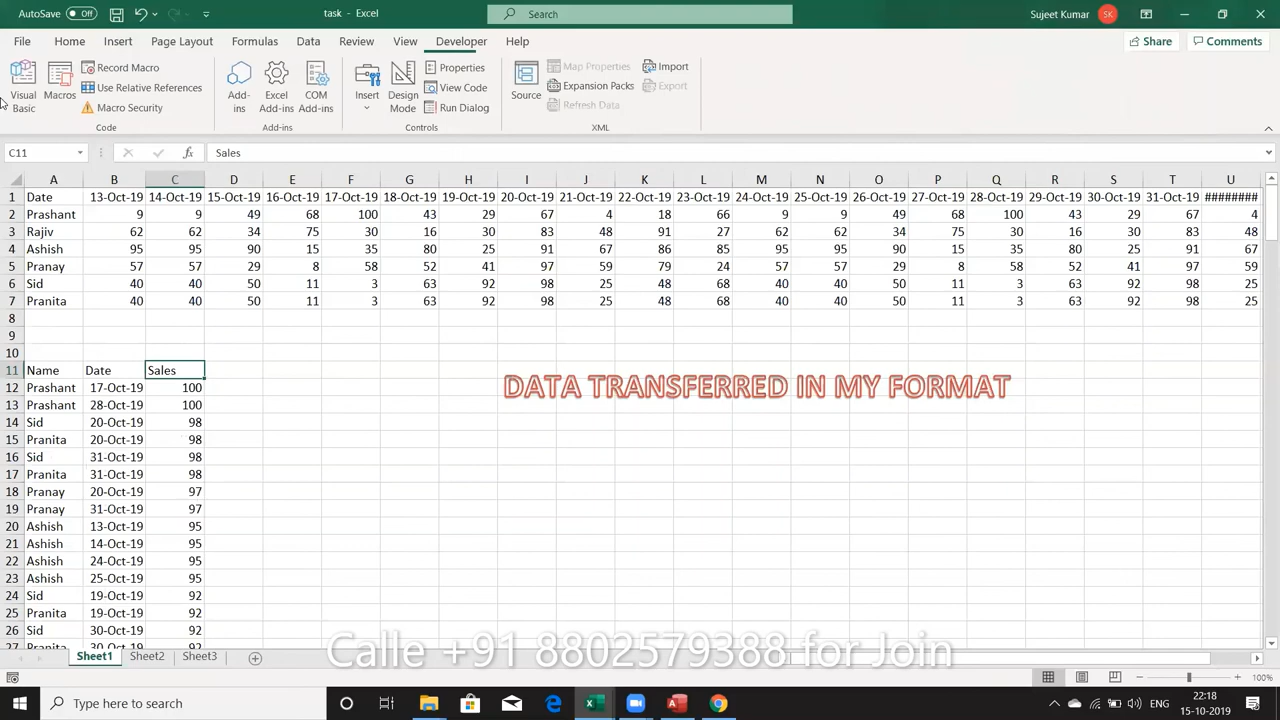 AutoSave Off task - Excel Search Sujeet Kumar SK
File Home Insert Page Layout Formulas Data Review View Developer Help Share Comments
Visual Basic
Macros
Record Macro
Use Relative References
Macro Security
Code
Add-ins
Excel Add-ins
COM Add-ins
Add-ins
Insert
Design Mode
Properties
View Code
Run Dialog
Controls
Source
Map Properties
Expansion Packs
Refresh Data
Import
Export
XML
C11 fx Sales
A B C D E F G H I J K L M N O P Q R S T U
1 Date 13-Oct-19 14-Oct-19 15-Oct-19 16-Oct-19 17-Oct-19 18-Oct-19 19-Oct-19 20-Oct-19 21-Oct-19 22-Oct-19 23-Oct-19 24-Oct-19 25-Oct-19 26-Oct-19 27-Oct-19 28-Oct-19 29-Oct-19 30-Oct-19 31-Oct-19 ########
2 Prashant 9 9 49 68 100 43 29 67 4 18 66 9 9 49 68 100 43 29 67 4
3 Rajiv 62 62 34 75 30 16 30 83 48 91 27 62 62 34 75 30 16 30 83 48
4 Ashish 95 95 90 15 35 80 25 91 67 86 85 95 95 90 15 35 80 25 91 67
5 Pranay 57 57 29 8 58 52 41 97 59 79 24 57 57 29 8 58 52 41 97 59
6 Sid 40 40 50 11 3 63 92 98 25 48 68 40 40 50 11 3 63 92 98 25
7 Pranita 40 40 50 11 3 63 92 98 25 48 68 40 40 50 11 3 63 92 98 25
8
9
10
11 Name Date Sales
12 Prashant 17-Oct-19 100
DATA TRANSFERRED IN MY FORMAT
13 Prashant 28-Oct-19 100
14 Sid 20-Oct-19 98
15 Pranita 20-Oct-19 98
16 Sid 31-Oct-19 98
17 Pranita 31-Oct-19 98
18 Pranay 20-Oct-19 97
19 Pranay 31-Oct-19 97
20 Ashish 13-Oct-19 95
21 Ashish 14-Oct-19 95
22 Ashish 24-Oct-19 95
23 Ashish 25-Oct-19 95
24 Sid 19-Oct-19 92
25 Pranita 19-Oct-19 92
26 Sid 30-Oct-19 92
27 Pranita 30-Oct-19 92
Calle +91 8802579388 for Join
Sheet1 Sheet2 Sheet3
100%
Type here to search
ENG
22:18
15-10-2019